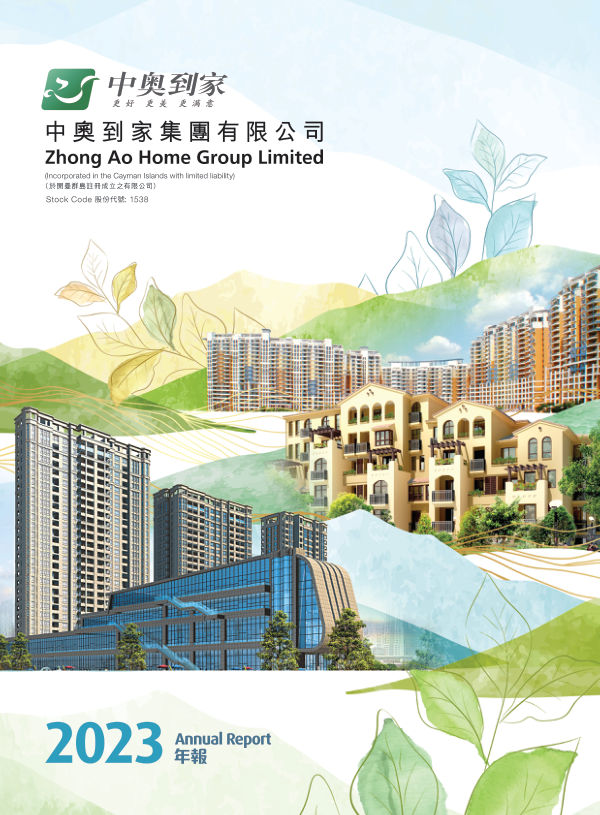 中奥到家
更好 更美 更满意
中奧到家集團有限公司
Zhong Ao Home Group Limited
(Incorporated in the Cayman Islands with limited liability)
(於開曼群島註冊成立之有限公司)
Stock Code 股份代號: 1538
2023 Annual Report
年報